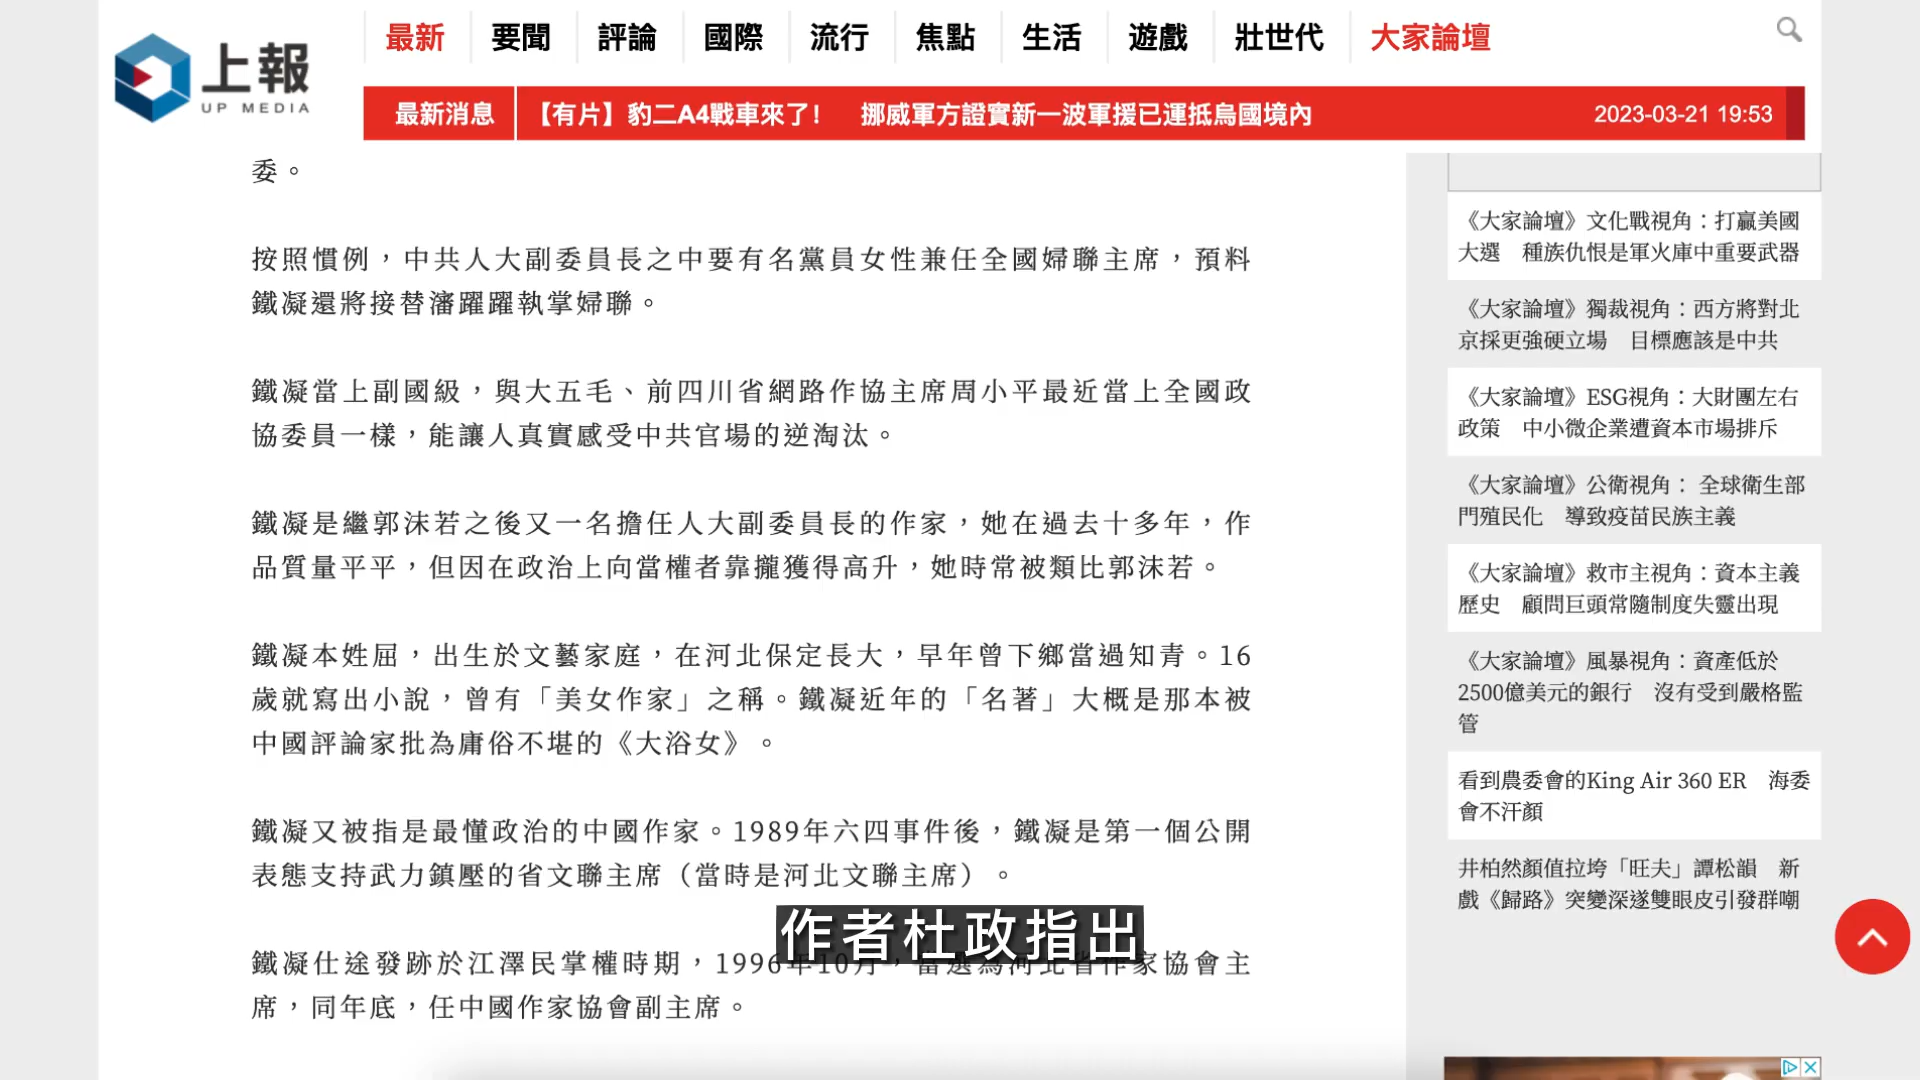 上報
UP MEDIA
最新
要聞
評論
國際
流行
焦點
生活
遊戲
壯世代
大家論壇
最新消息
【有片】豹二A4戰車來了！ 挪威軍方證實新一波軍援已運抵烏國境內
2023-03-21 19:53
委。
按照慣例，中共人大副委員長之中要有名黨員女性兼任全國婦聯主席，預料
鐵凝還將接替瀋躍躍執掌婦聯。
鐵凝當上副國級，與大五毛、前四川省網路作協主席周小平最近當上全國政
協委員一樣，能讓人真實感受中共官場的逆淘汰。
鐵凝是繼郭沫若之後又一名擔任人大副委員長的作家，她在過去十多年，作
品質量平平，但因在政治上向當權者靠攏獲得高升，她時常被類比郭沫若。
鐵凝本姓屈，出生於文藝家庭，在河北保定長大，早年曾下鄉當過知青。16
歲就寫出小說，曾有「美女作家」之稱。鐵凝近年的「名著」大概是那本被
中國評論家批為庸俗不堪的《大浴女》。
鐵凝又被指是最懂政治的中國作家。1989年六四事件後，鐵凝是第一個公開
表態支持武力鎮壓的省文聯主席（當時是河北文聯主席）。
鐵凝仕途發跡於江澤民掌權時期，1996年10月，當選為河北省作家協會主
席，同年底，任中國作家協會副主席。
作者杜政指出
《大家論壇》文化戰視角：打贏美國
大選 種族仇恨是軍火庫中重要武器
《大家論壇》獨裁視角：西方將對北
京採更強硬立場 目標應該是中共
《大家論壇》ESG視角：大財團左右
政策 中小微企業遭資本市場排斥
《大家論壇》公衛視角： 全球衛生部
門殖民化 導致疫苗民族主義
《大家論壇》救市主視角：資本主義
歷史 顧問巨頭常隨制度失靈出現
《大家論壇》風暴視角：資產低於
2500億美元的銀行 沒有受到嚴格監
管
看到農委會的King Air 360 ER 海委
會不汗顏
井柏然顏值拉垮「旺夫」譚松韻 新
戲《歸路》突變深遂雙眼皮引發群嘲